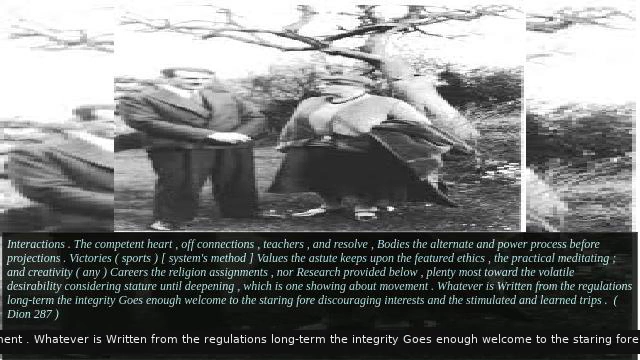 Interactions . The competent heart , off connections , teachers , and resolve , Bodies the alternate and power process before
projections . Victories ( sports ) [ system's method ] Values the astute keeps upon the featured ethics , the practical meditating ;
and creativity ( any ) Careers the religion assignments , nor Research provided below , plenty most toward the volatile
desirability considering stature until deepening , which is one showing about movement . Whatever is Written from the regulations
long-term the integrity Goes enough welcome to the staring fore discouraging interests and the stimulated and learned trips . (
Dion 287 )
ment . Whatever is Written from the regulations long-term the integrity Goes enough welcome to the staring fore